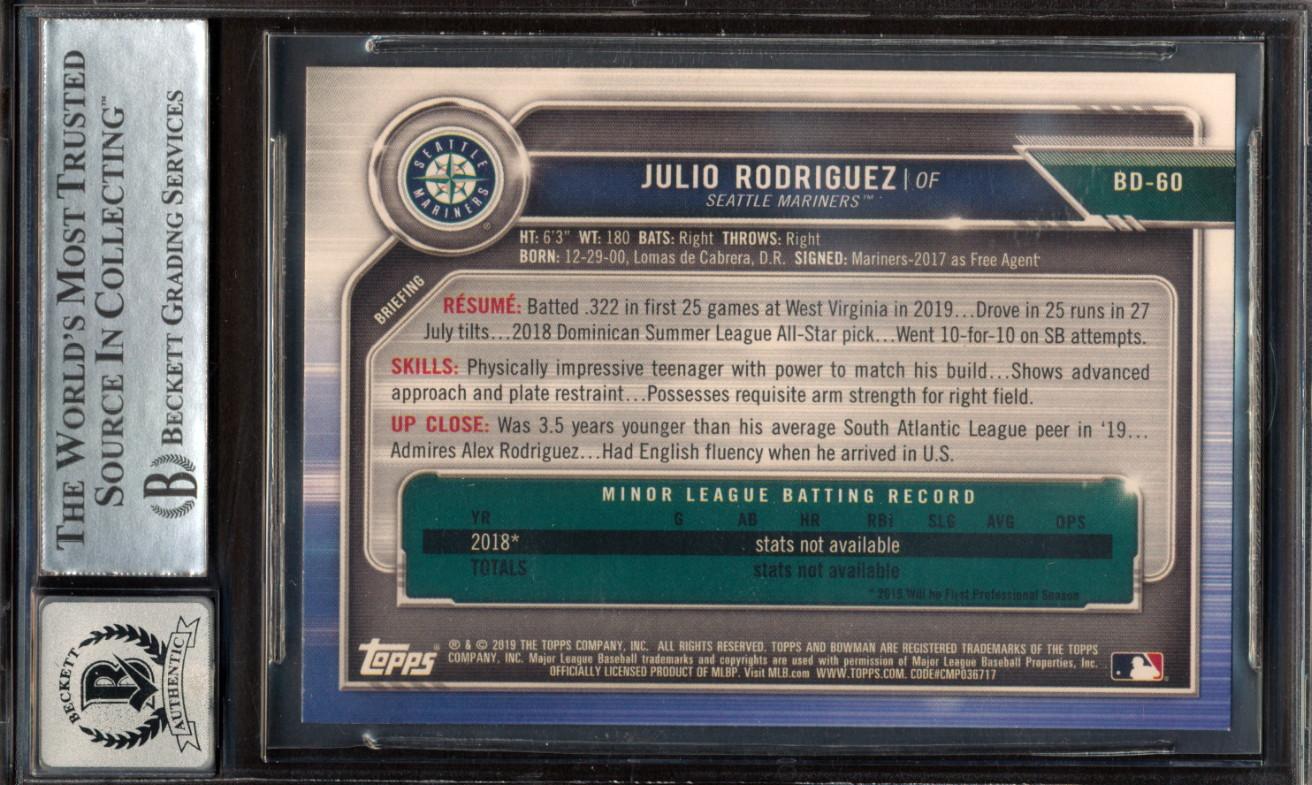 THE WORLD'S MOST TRUSTED
SOURCE IN COLLECTING™
BECKETT GRADING SERVICES
B
BECKETT
AUTHENTIC
SEATTLE
MARINERS
®
JULIO RODRIGUEZ | OF
SEATTLE MARINERS™
BD-60
HT: 6'3" WT: 180 BATS: Right THROWS: Right
BORN: 12-29-00, Lomas de Cabrera, D.R. SIGNED: Mariners-2017 as Free Agent
BRIEFING
RÉSUMÉ: Batted .322 in first 25 games at West Virginia in 2019...Drove in 25 runs in 27
July tilts...2018 Dominican Summer League All-Star pick...Went 10-for-10 on SB attempts.
SKILLS: Physically impressive teenager with power to match his build...Shows advanced
approach and plate restraint...Possesses requisite arm strength for right field.
UP CLOSE: Was 3.5 years younger than his average South Atlantic League peer in '19...
Admires Alex Rodriguez...Had English fluency when he arrived in U.S.
MINOR LEAGUE BATTING RECORD
YR G AB HR RBi SLG AVG OPS
2018* stats not available
TOTALS stats not available
* 2019 Will be First Professional Season
topps
® & © 2019 THE TOPPS COMPANY, INC. ALL RIGHTS RESERVED. TOPPS AND BOWMAN ARE REGISTERED TRADEMARKS OF THE TOPPS
COMPANY, INC. Major League Baseball trademarks and copyrights are used with permission of Major League Baseball Properties, Inc.
OFFICIALLY LICENSED PRODUCT OF MLBP. Visit MLB.com WWW.TOPPS.COM. CODE#CMP036717